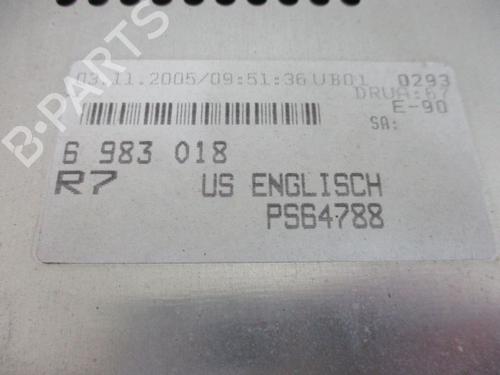 03.11.2005/09:51:36 UB01 0293
DRUA:67
E-90
SA:
6 983 018
R7 US ENGLISCH
PS64788
B-PARTS